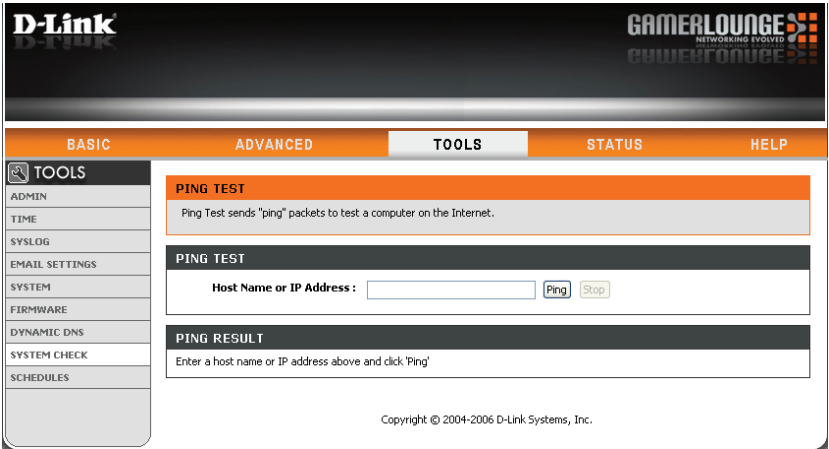 D-Link
GAMERLOUNGE
NETWORKING EVOLVED
BASIC
ADVANCED
TOOLS
STATUS
HELP
TOOLS
ADMIN
TIME
SYSLOG
EMAIL SETTINGS
SYSTEM
FIRMWARE
DYNAMIC DNS
SYSTEM CHECK
SCHEDULES
PING TEST
Ping Test sends "ping" packets to test a computer on the Internet.
PING TEST
Host Name or IP Address : Ping Stop
PING RESULT
Enter a host name or IP address above and click 'Ping'
Copyright © 2004-2006 D-Link Systems, Inc.